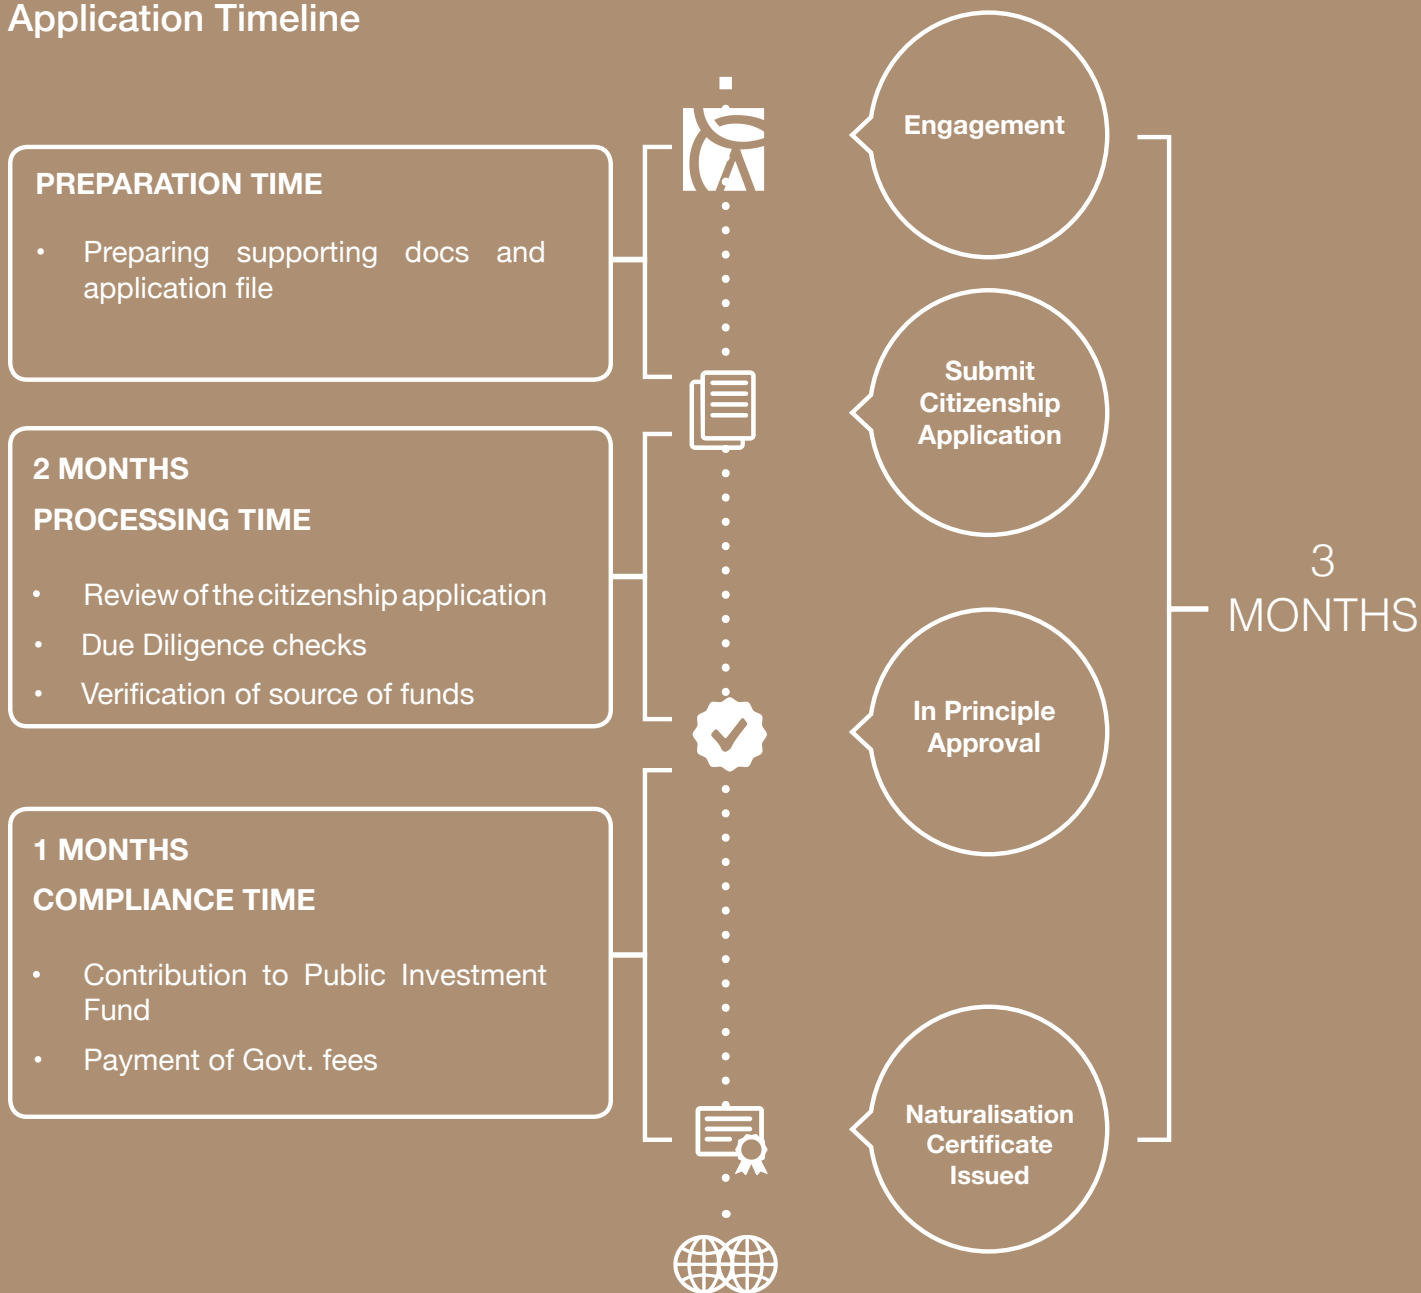 Application Timeline
PREPARATION TIME
• Preparing supporting docs and
application file
2 MONTHS
PROCESSING TIME
• Review of the citizenship application
• Due Diligence checks
• Verification of source of funds
1 MONTHS
COMPLIANCE TIME
• Contribution to Public Investment
Fund
• Payment of Govt. fees
Engagement
Submit
Citizenship
Application
In Principle
Approval
Naturalisation
Certificate
Issued
3
MONTHS